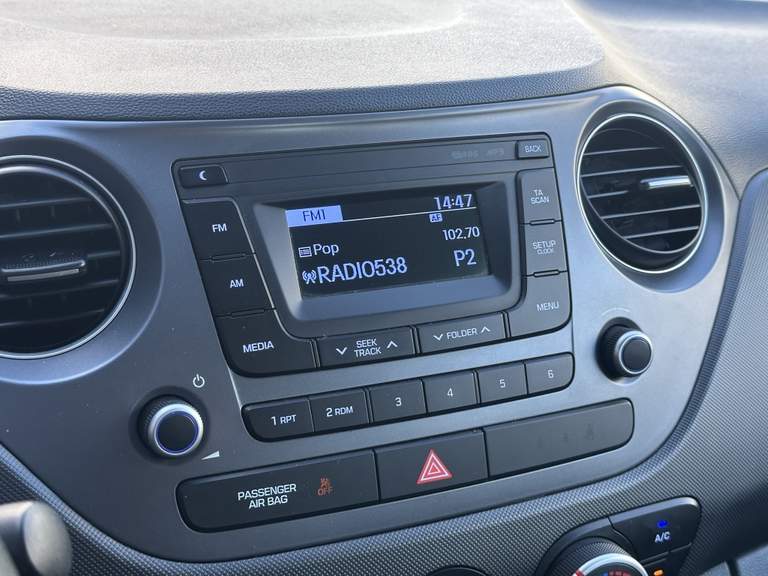 BACK
FM1 14:47
AF
Pop 102.70
RADIO538 P2
FM
AM
MEDIA
TA
SCAN
SETUP
CLOCK
MENU
SEEK
TRACK
FOLDER
1 RPT 2 RDM 3 4 5 6
PASSENGER
AIR BAG
OFF
A/C